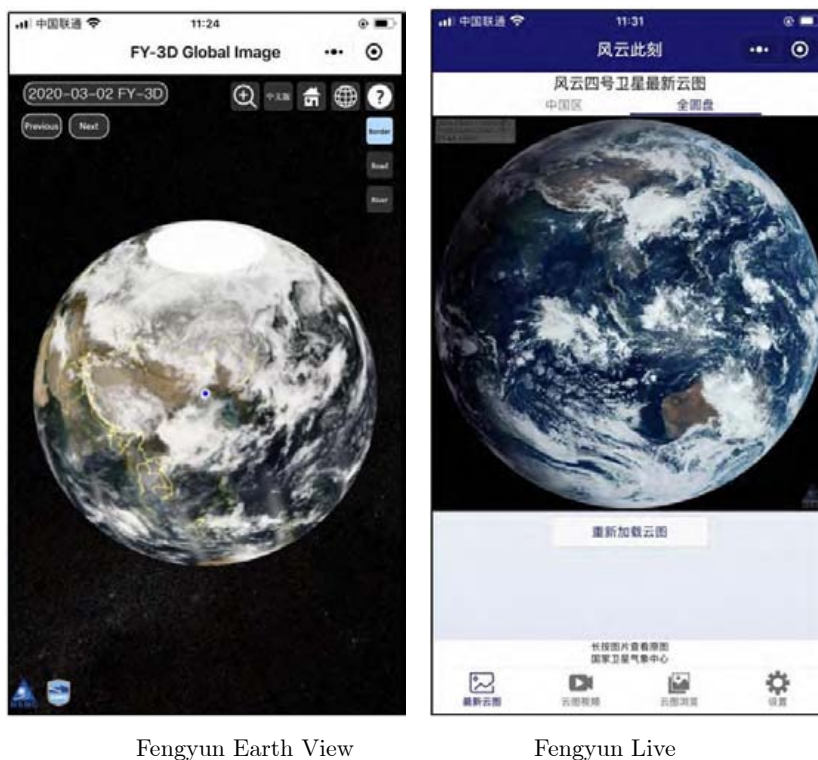 中国联通 11:24
FY-3D Global Image
2020-03-02 FY-3D
中文版
?
Previous Next
Border
Road
River
NSMC
中国联通 11:31
风云此刻
风云四号卫星最新云图
中国区 全圆盘
重新加载云图
长按图片查看原图
国家卫星气象中心
最新云图 云图视频 云图浏览 设置
Fengyun Earth View Fengyun Live